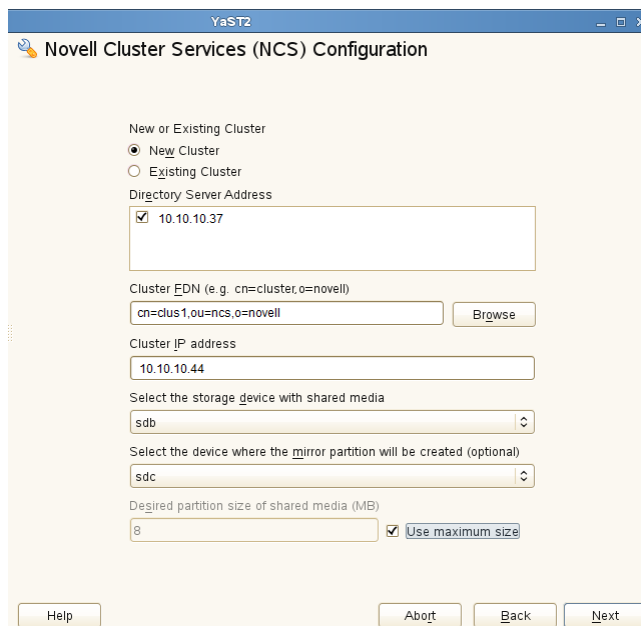 YaST2
Novell Cluster Services (NCS) Configuration
New or Existing Cluster
New Cluster
Existing Cluster
Directory Server Address
10.10.10.37
Cluster FDN (e.g. cn=cluster,o=novell)
cn=clus1,ou=ncs,o=novell Browse
Cluster IP address
10.10.10.44
Select the storage device with shared media
sdb
Select the device where the mirror partition will be created (optional)
sdc
Desired partition size of shared media (MB)
8 Use maximum size
Help Abort Back Next